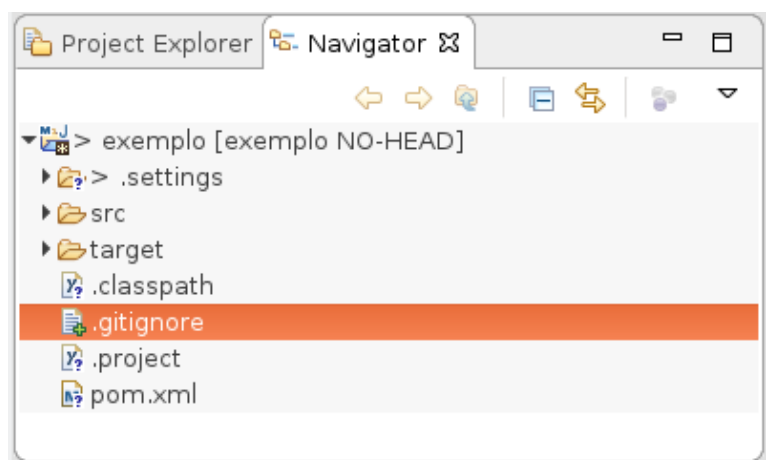 Project Explorer Navigator
> exemplo [exemplo NO-HEAD]
> .settings
src
target
.classpath
.gitignore
.project
pom.xml